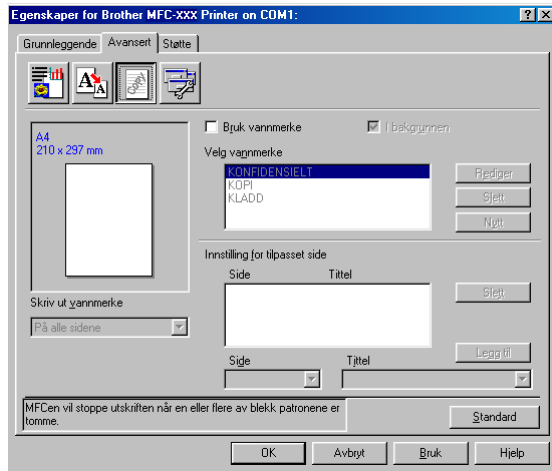 Egenskaper for Brother MFC-XXX Printer on COM1:
Grunnleggende Avansert Støtte
A4
210 x 297 mm
Bruk vannmerke
I bakgrunnen
Velg vannmerke
KONFIDENSIELT
KOPI
KLADD
Rediger
Slett
Nytt
Innstilling for tilpasset side
Side Tittel
Slett
Legg til
Side Tittel
Skriv ut vannmerke
På alle sidene
MFCen vil stoppe utskriften når en eller flere av blekk patronene er
tomme.
Standard
OK Avbryt Bruk Hjelp